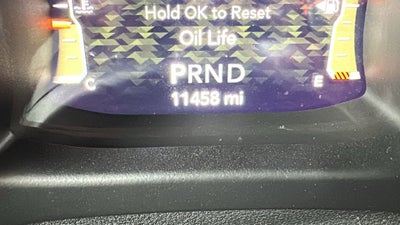 Hold OK to Reset
Oil Life
PRND
11458 mi
C
E